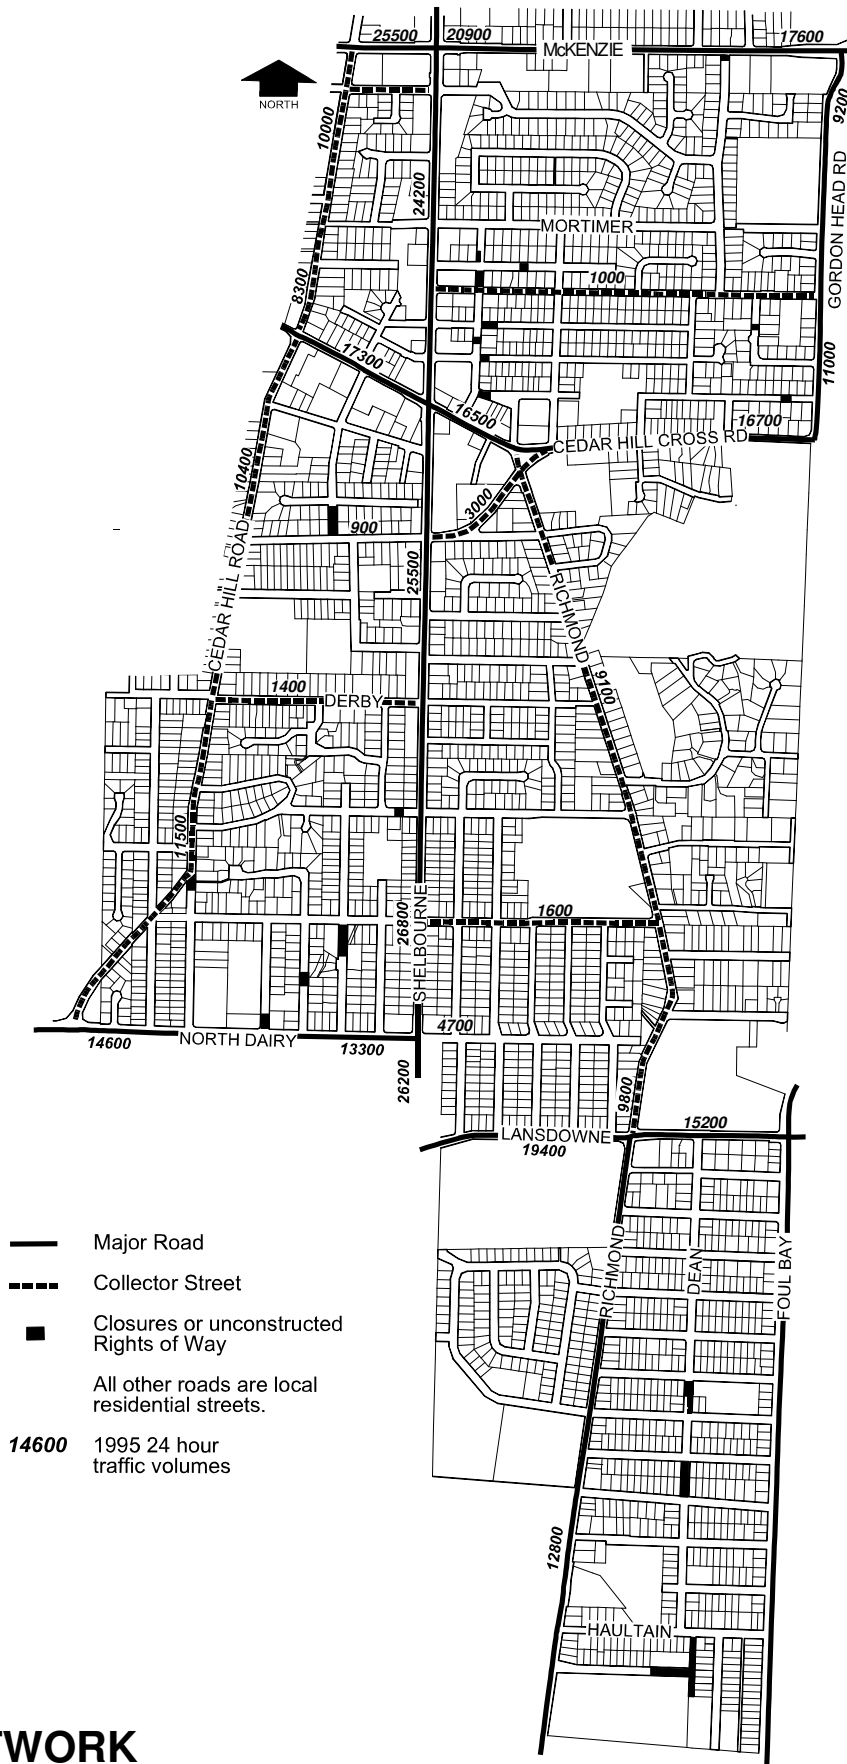 25500
20900
McKENZIE
17600
NORTH
10000
9200
24200
GORDON HEAD RD
MORTIMER
1000
8300
17300
11000
16500
16700
CEDAR HILL CROSS RD
10400
3000
900
CEDAR HILL ROAD
25500
RICHMOND
1400
DERBY
9100
11500
SHELBOURNE
26800
1600
14600
NORTH DAIRY
13300
4700
26200
9800
15200
LANSDOWNE
19400
Major Road
Collector Street
Closures or unconstructed
Rights of Way
All other roads are local
residential streets.
14600 1995 24 hour
traffic volumes
RICHMOND
DEAN
FOUL BAY
12800
HAULTAIN
TWORK